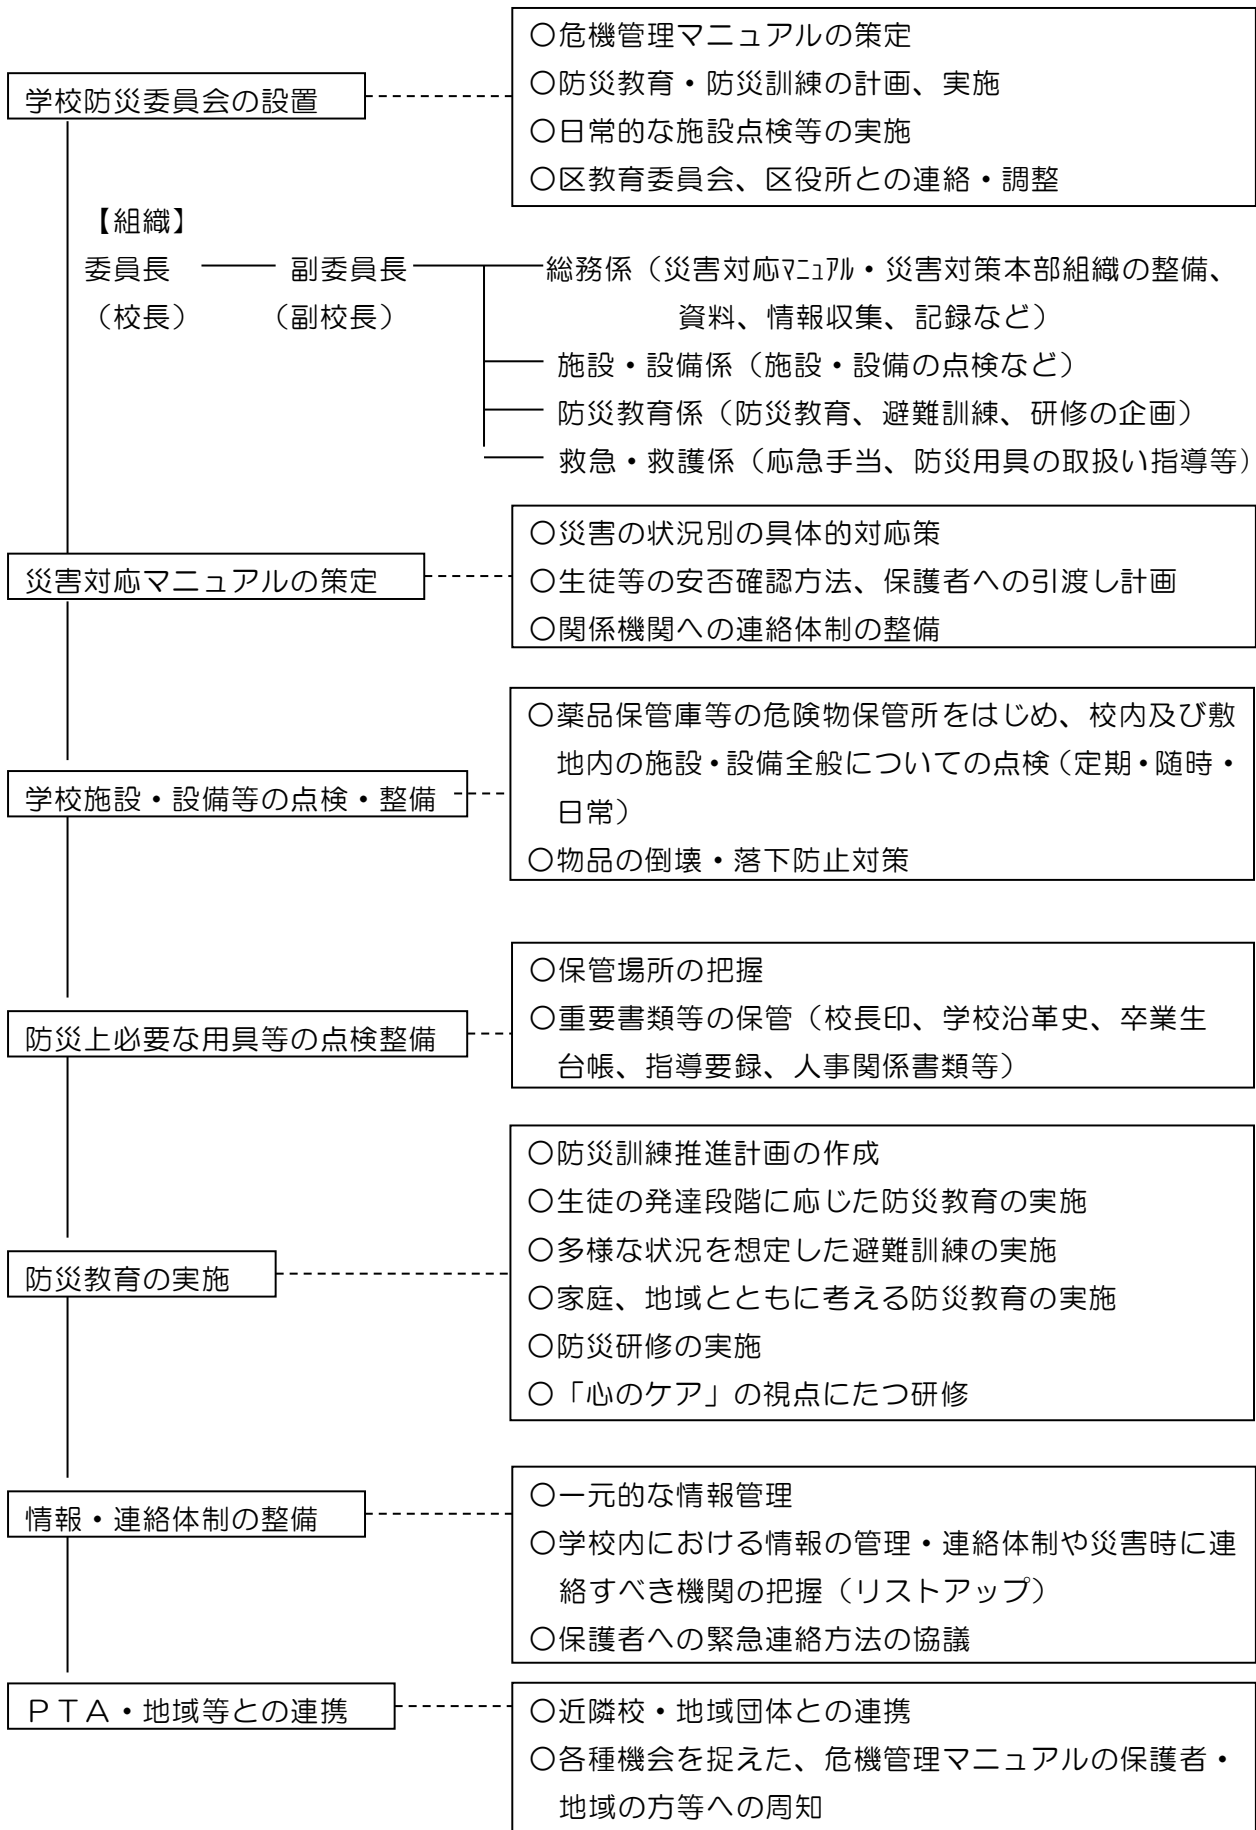 学校防災委員会の設置
○危機管理マニュアルの策定
○防災教育・防災訓練の計画、実施
○日常的な施設点検等の実施
○区教育委員会、区役所との連絡・調整
【組織】
委員長 副委員長 総務係（災害対応ﾏﾆｭｱﾙ・災害対策本部組織の整備、
（校長） （副校長） 資料、情報収集、記録など）
施設・設備係（施設・設備の点検など）
防災教育係（防災教育、避難訓練、研修の企画）
救急・救護係（応急手当、防災用具の取扱い指導等）
災害対応マニュアルの策定
○災害の状況別の具体的対応策
○生徒等の安否確認方法、保護者への引渡し計画
○関係機関への連絡体制の整備
学校施設・設備等の点検・整備
○薬品保管庫等の危険物保管所をはじめ、校内及び敷
地内の施設・設備全般についての点検（定期・随時・
日常）
○物品の倒壊・落下防止対策
防災上必要な用具等の点検整備
○保管場所の把握
○重要書類等の保管（校長印、学校沿革史、卒業生
台帳、指導要録、人事関係書類等）
防災教育の実施
○防災訓練推進計画の作成
○生徒の発達段階に応じた防災教育の実施
○多様な状況を想定した避難訓練の実施
○家庭、地域とともに考える防災教育の実施
○防災研修の実施
○「心のケア」の視点にたつ研修
情報・連絡体制の整備
○一元的な情報管理
○学校内における情報の管理・連絡体制や災害時に連
絡すべき機関の把握（リストアップ）
○保護者への緊急連絡方法の協議
ＰＴＡ・地域等との連携
○近隣校・地域団体との連携
○各種機会を捉えた、危機管理マニュアルの保護者・
地域の方等への周知